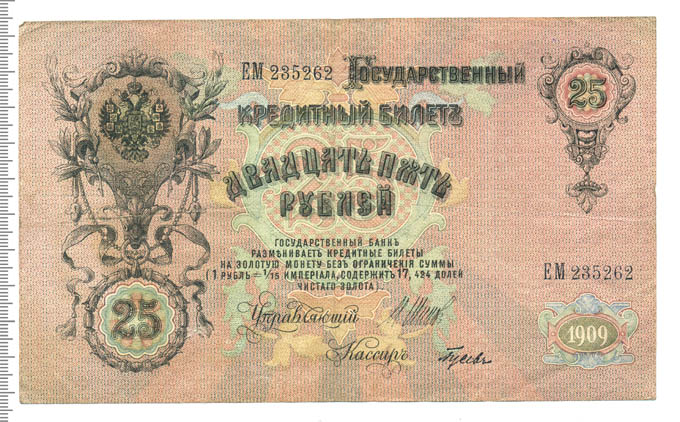 ЕМ 235262 Государственный
25
Кредитный Билетъ
Двадцать пять
рублей
Государственный банкъ
размѣниваетъ кредитные билеты
на золотую монету безъ ограниченія суммы
(1 рубль = 1/15 имперіала, содержитъ 17,424 долей
чистаго золота).
ЕМ 235262
25
Управляющій
1909
Кассиръ